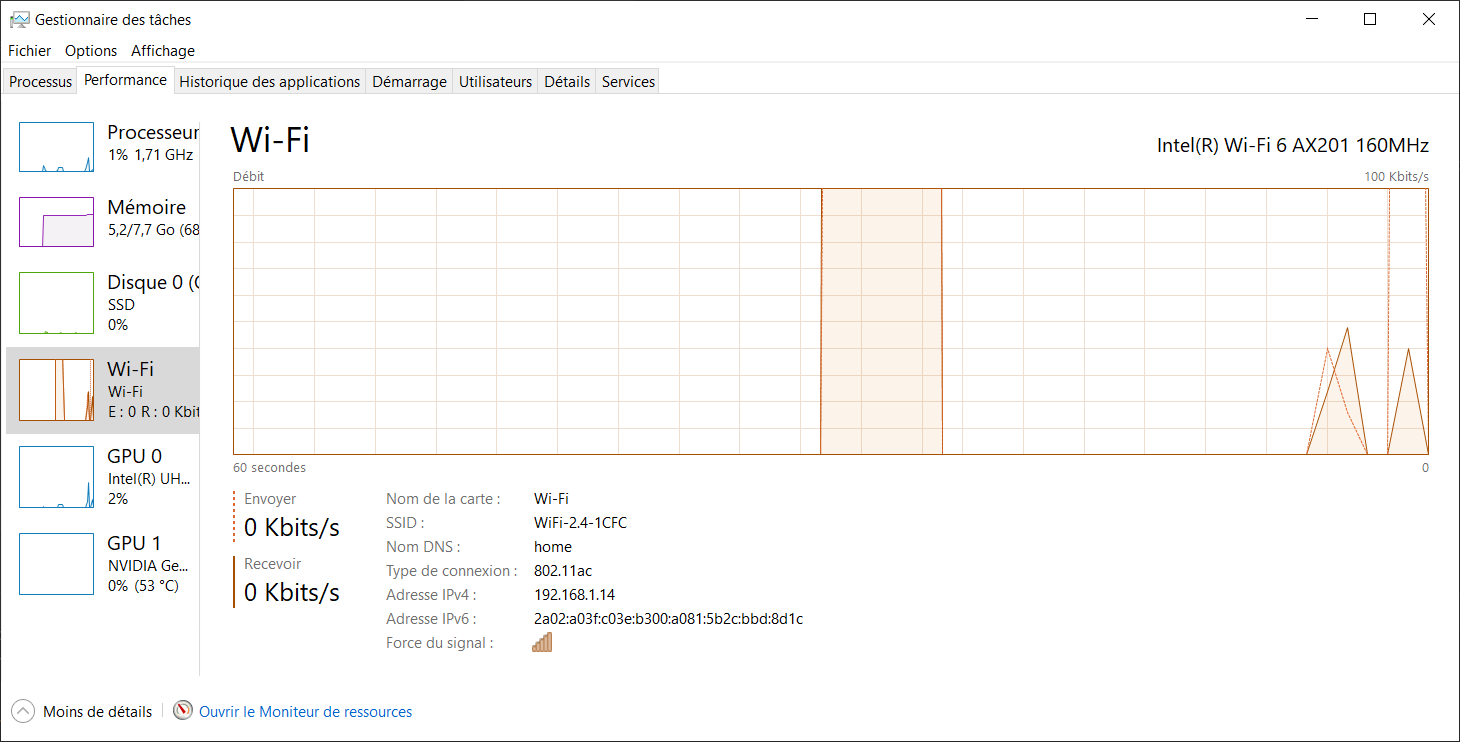 Gestionnaire des tâches
Fichier Options Affichage
Processus Performance Historique des applications Démarrage Utilisateurs Détails Services
Processeur
1% 1,71 GHz
Mémoire
5,2/7,7 Go (68
Disque 0 (C
SSD
0%
Wi-Fi
Wi-Fi
E : 0 R : 0 Kbit
GPU 0
Intel(R) UH...
2%
GPU 1
NVIDIA Ge...
0% (53 °C)
Wi-Fi
Intel(R) Wi-Fi 6 AX201 160MHz
Débit 100 Kbits/s
60 secondes 0
Envoyer
0 Kbits/s
Recevoir
0 Kbits/s
Nom de la carte : Wi-Fi
SSID : WiFi-2.4-1CFC
Nom DNS : home
Type de connexion : 802.11ac
Adresse IPv4 : 192.168.1.14
Adresse IPv6 : 2a02:a03f:c03e:b300:a081:5b2c:bbd:8d1c
Force du signal :
Moins de détails Ouvrir le Moniteur de ressources